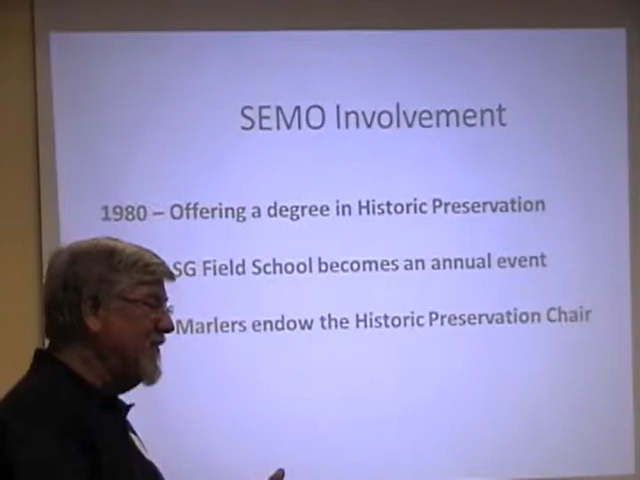 SEMO Involvement
1980 – Offering a degree in Historic Preservation
SG Field School becomes an annual event
Marlers endow the Historic Preservation Chair